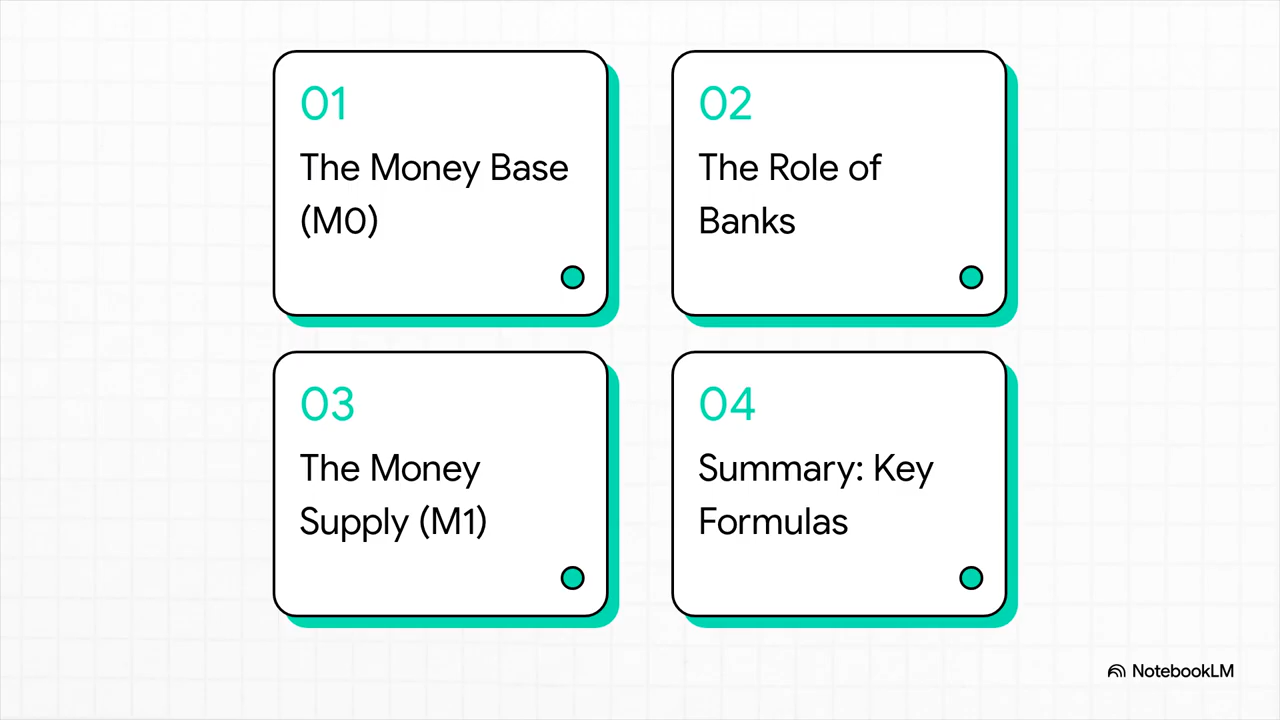 01
The Money Base
(M0)
02
The Role of
Banks
03
The Money
Supply (M1)
04
Summary: Key
Formulas
NotebookLM